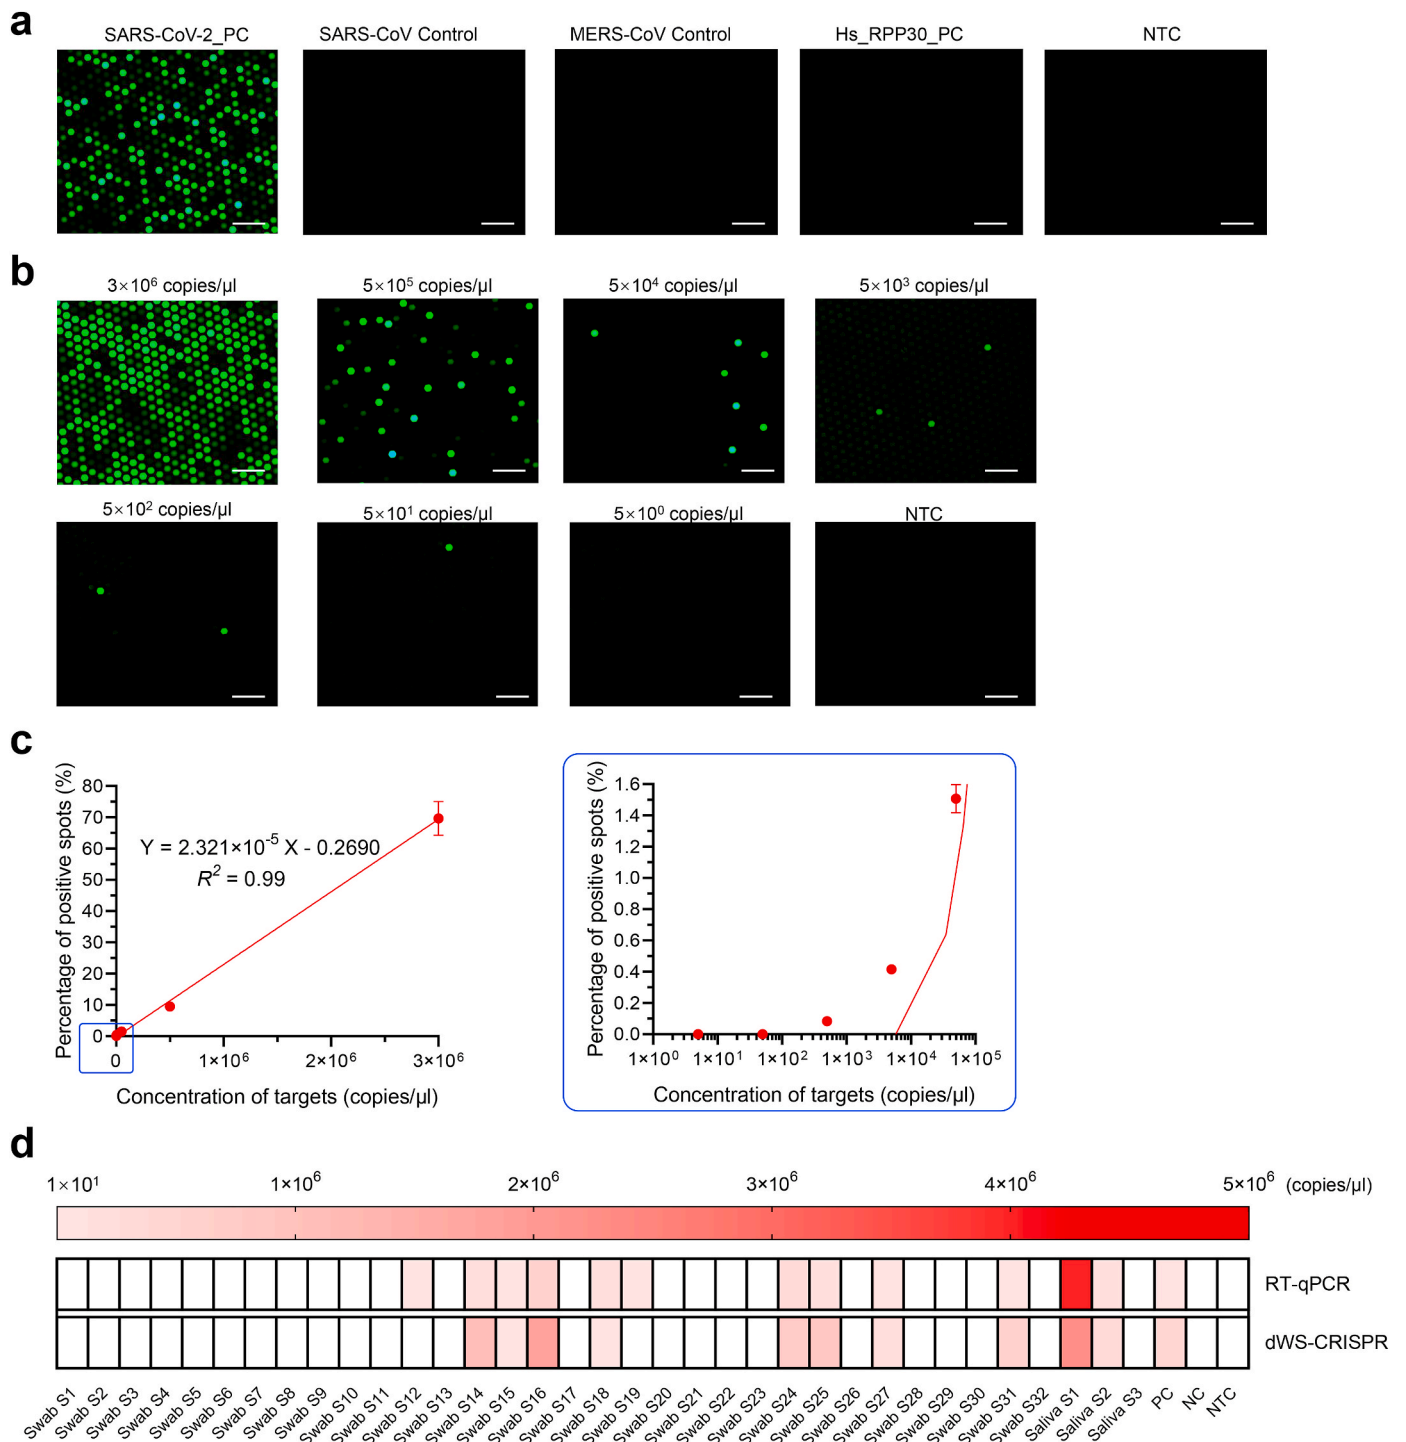 a
SARS-CoV-2_PC SARS-CoV Control MERS-CoV Control Hs_RPP30_PC NTC
b
3×10⁶ copies/µl 5×10⁵ copies/µl 5×10⁴ copies/µl 5×10³ copies/µl
5×10² copies/µl 5×10¹ copies/µl 5×10⁰ copies/µl NTC
c
Percentage of positive spots (%)
80
70
60
50
40
30
20
10
0
Y = 2.321×10⁻⁵ X - 0.2690
R² = 0.99
0 1×10⁶ 2×10⁶ 3×10⁶
Concentration of targets (copies/µl)
Percentage of positive spots (%)
1.6
1.4
1.2
1.0
0.8
0.6
0.4
0.2
0.0
1×10⁰ 1×10¹ 1×10² 1×10³ 1×10⁴ 1×10⁵
Concentration of targets (copies/µl)
d
1×10¹ 1×10⁶ 2×10⁶ 3×10⁶ 4×10⁶ 5×10⁶ (copies/µl)
RT-qPCR
dWS-CRISPR
Swab S1
Swab S2
Swab S3
Swab S4
Swab S5
Swab S6
Swab S7
Swab S8
Swab S9
Swab S10
Swab S11
Swab S12
Swab S13
Swab S14
Swab S15
Swab S16
Swab S17
Swab S18
Swab S19
Swab S20
Swab S21
Swab S22
Swab S23
Swab S24
Swab S25
Swab S26
Swab S27
Swab S28
Swab S29
Swab S30
Swab S31
Swab S32
Saliva S1
Saliva S2
Saliva S3
PC
NC
NTC